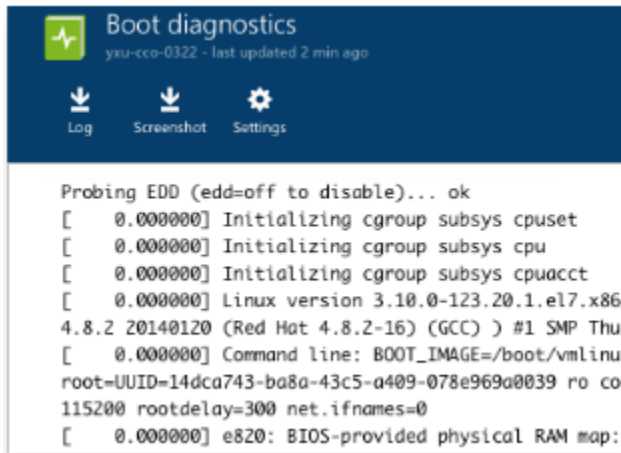 Boot diagnostics
yxu-cco-0322 - last updated 2 min ago
Log Screenshot Settings
Probing EDD (edd=off to disable)... ok
[    0.000000] Initializing cgroup subsys cpuset
[    0.000000] Initializing cgroup subsys cpu
[    0.000000] Initializing cgroup subsys cpuacct
[    0.000000] Linux version 3.10.0-123.20.1.el7.x86
4.8.2 20140120 (Red Hat 4.8.2-16) (GCC) ) #1 SMP Thu
[    0.000000] Command line: BOOT_IMAGE=/boot/vmlinu
root=UUID=14dca743-ba8a-43c5-a409-078e969a0039 ro co
115200 rootdelay=300 net.ifnames=0
[    0.000000] e820: BIOS-provided physical RAM map: